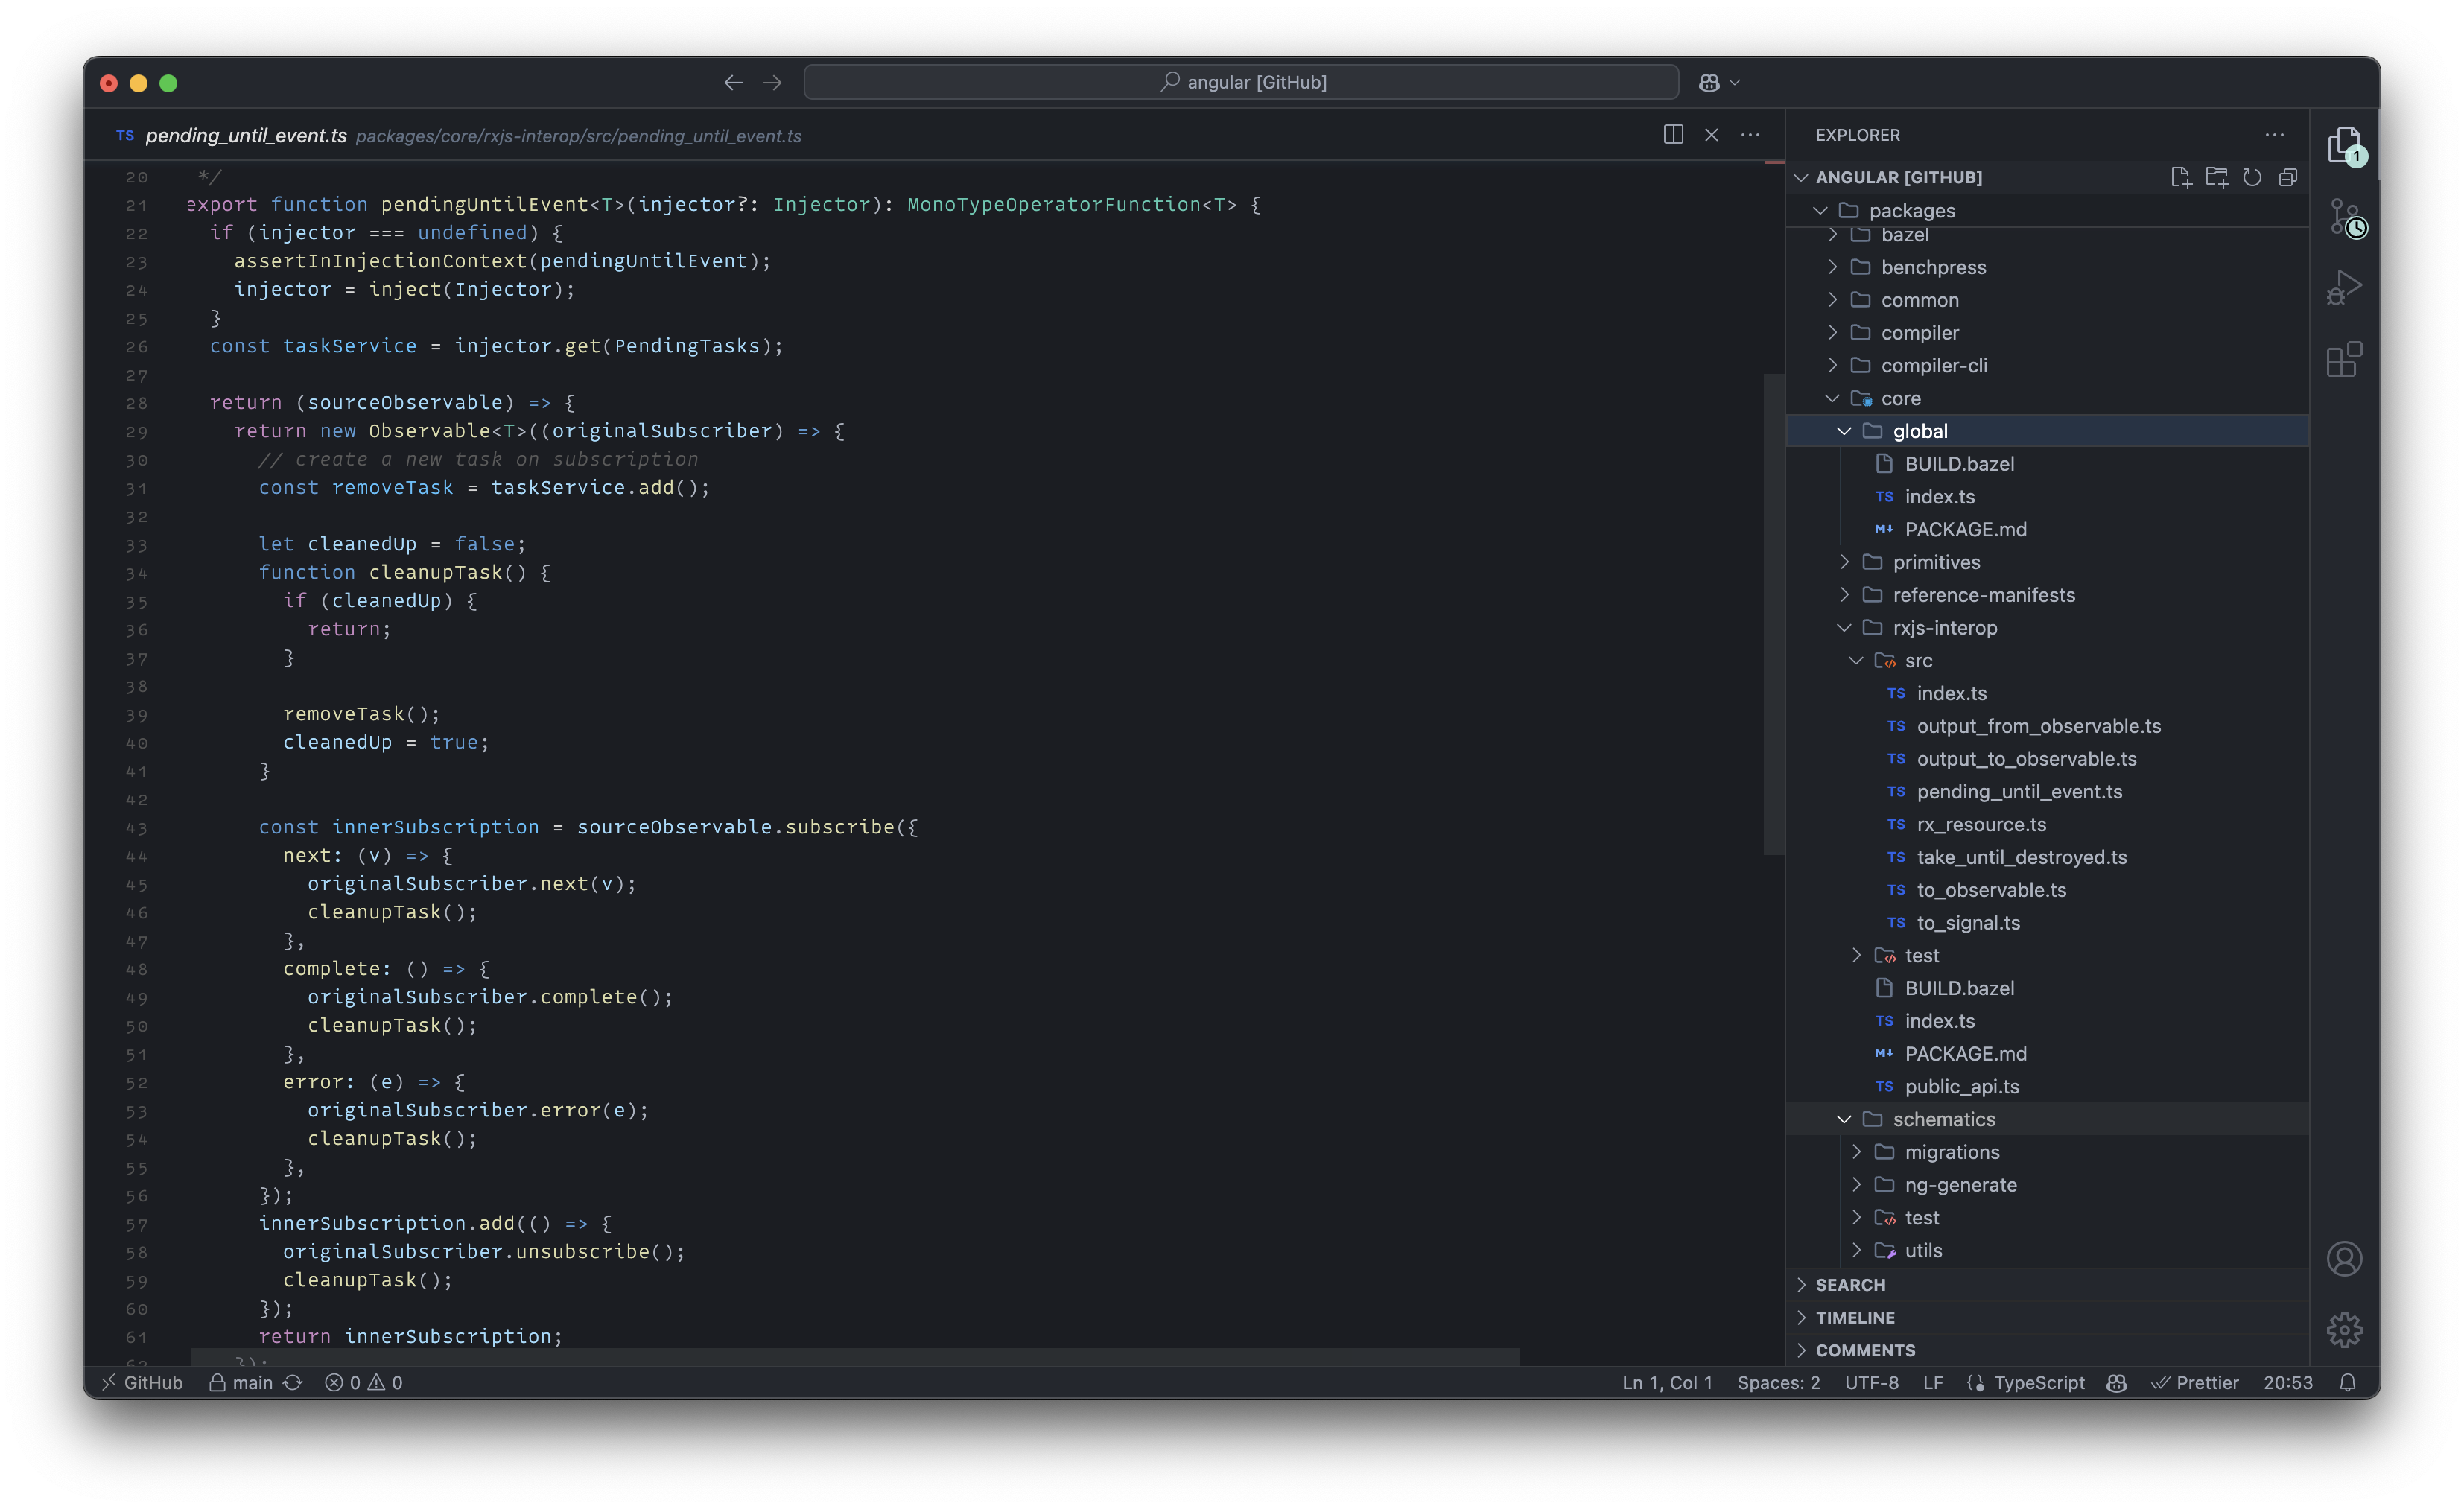 angular [GitHub]
TS pending_until_event.ts packages/core/rxjs-interop/src/pending_until_event.ts
20 */
21 export function pendingUntilEvent<T>(injector?: Injector): MonoTypeOperatorFunction<T> {
22 if (injector === undefined) {
23 assertInInjectionContext(pendingUntilEvent);
24 injector = inject(Injector);
25 }
26 const taskService = injector.get(PendingTasks);
27
28 return (sourceObservable) => {
29 return new Observable<T>((originalSubscriber) => {
30 // create a new task on subscription
31 const removeTask = taskService.add();
32
33 let cleanedUp = false;
34 function cleanupTask() {
35 if (cleanedUp) {
36 return;
37 }
38
39 removeTask();
40 cleanedUp = true;
41 }
42
43 const innerSubscription = sourceObservable.subscribe({
44 next: (v) => {
45 originalSubscriber.next(v);
46 cleanupTask();
47 },
48 complete: () => {
49 originalSubscriber.complete();
50 cleanupTask();
51 },
52 error: (e) => {
53 originalSubscriber.error(e);
54 cleanupTask();
55 },
56 });
57 innerSubscription.add(() => {
58 originalSubscriber.unsubscribe();
59 cleanupTask();
60 });
61 return innerSubscription;
62 });
EXPLORER
ANGULAR [GITHUB]
packages
bazel
benchpress
common
compiler
compiler-cli
core
global
BUILD.bazel
TS index.ts
M↓ PACKAGE.md
primitives
reference-manifests
rxjs-interop
src
TS index.ts
TS output_from_observable.ts
TS output_to_observable.ts
TS pending_until_event.ts
TS rx_resource.ts
TS take_until_destroyed.ts
TS to_observable.ts
TS to_signal.ts
test
BUILD.bazel
TS index.ts
M↓ PACKAGE.md
TS public_api.ts
schematics
migrations
ng-generate
test
utils
SEARCH
TIMELINE
COMMENTS
1
GitHub main 0 0
Ln 1, Col 1 Spaces: 2 UTF-8 LF TypeScript Prettier 20:53